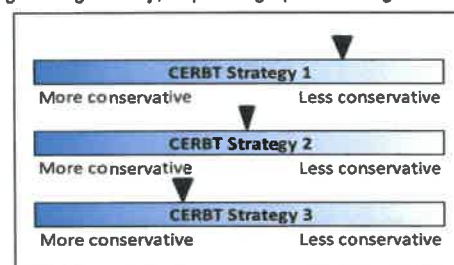 CERBT Strategy 1
More conservative Less conservative
CERBT Strategy 2
More conservative Less conservative
CERBT Strategy 3
More conservative Less conservative